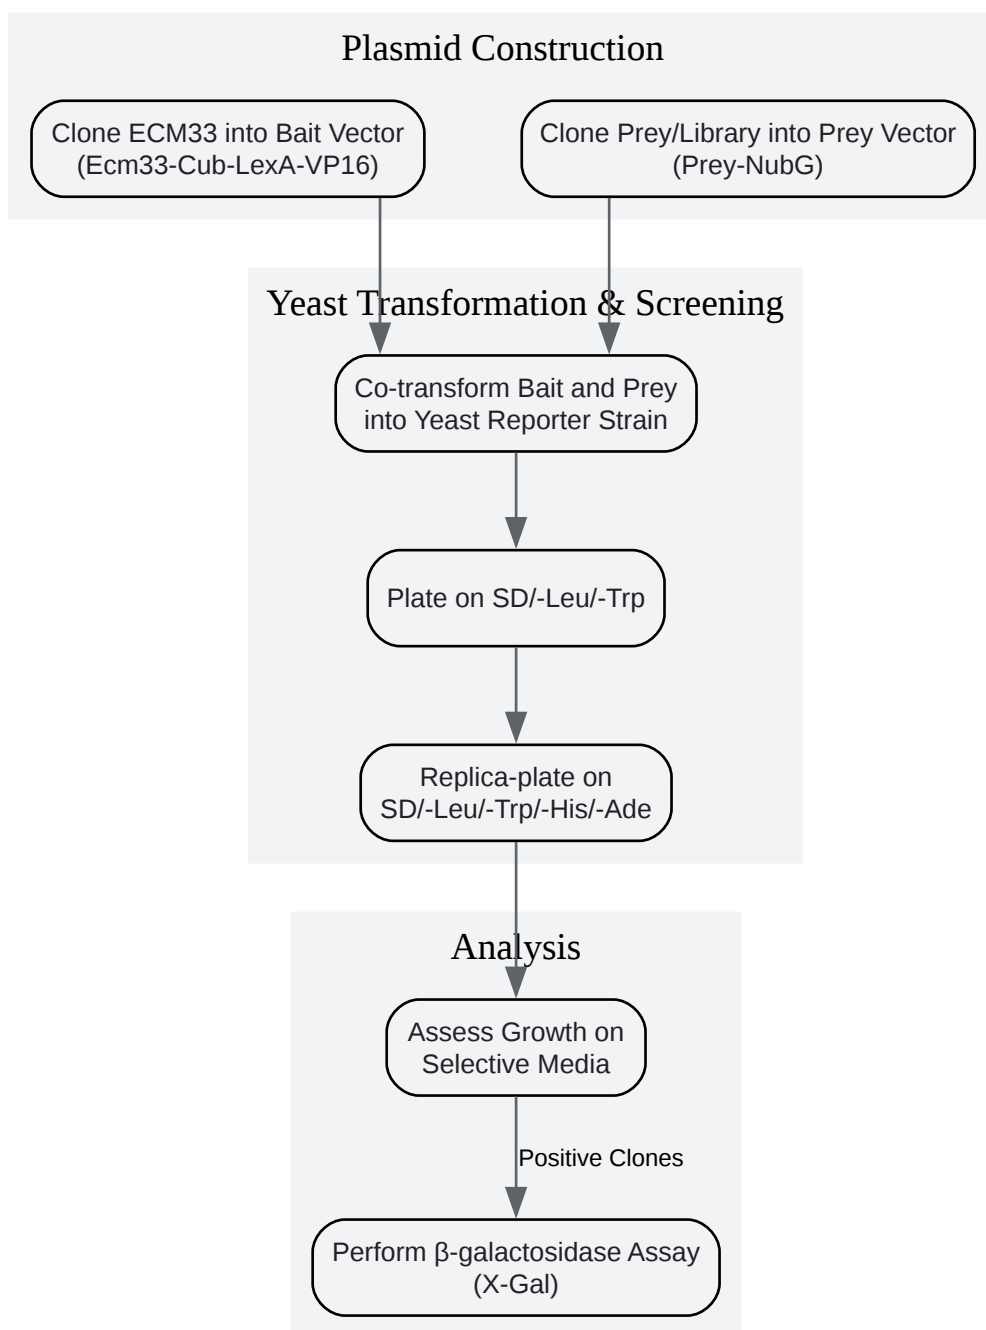 Plasmid Construction
Clone ECM33 into Bait Vector
(Ecm33-Cub-LexA-VP16)
Clone Prey/Library into Prey Vector
(Prey-NubG)
Yeast Transformation & Screening
Co-transform Bait and Prey
into Yeast Reporter Strain
Plate on SD/-Leu/-Trp
Replica-plate on
SD/-Leu/-Trp/-His/-Ade
Analysis
Assess Growth on
Selective Media
Positive Clones
Perform β-galactosidase Assay
(X-Gal)